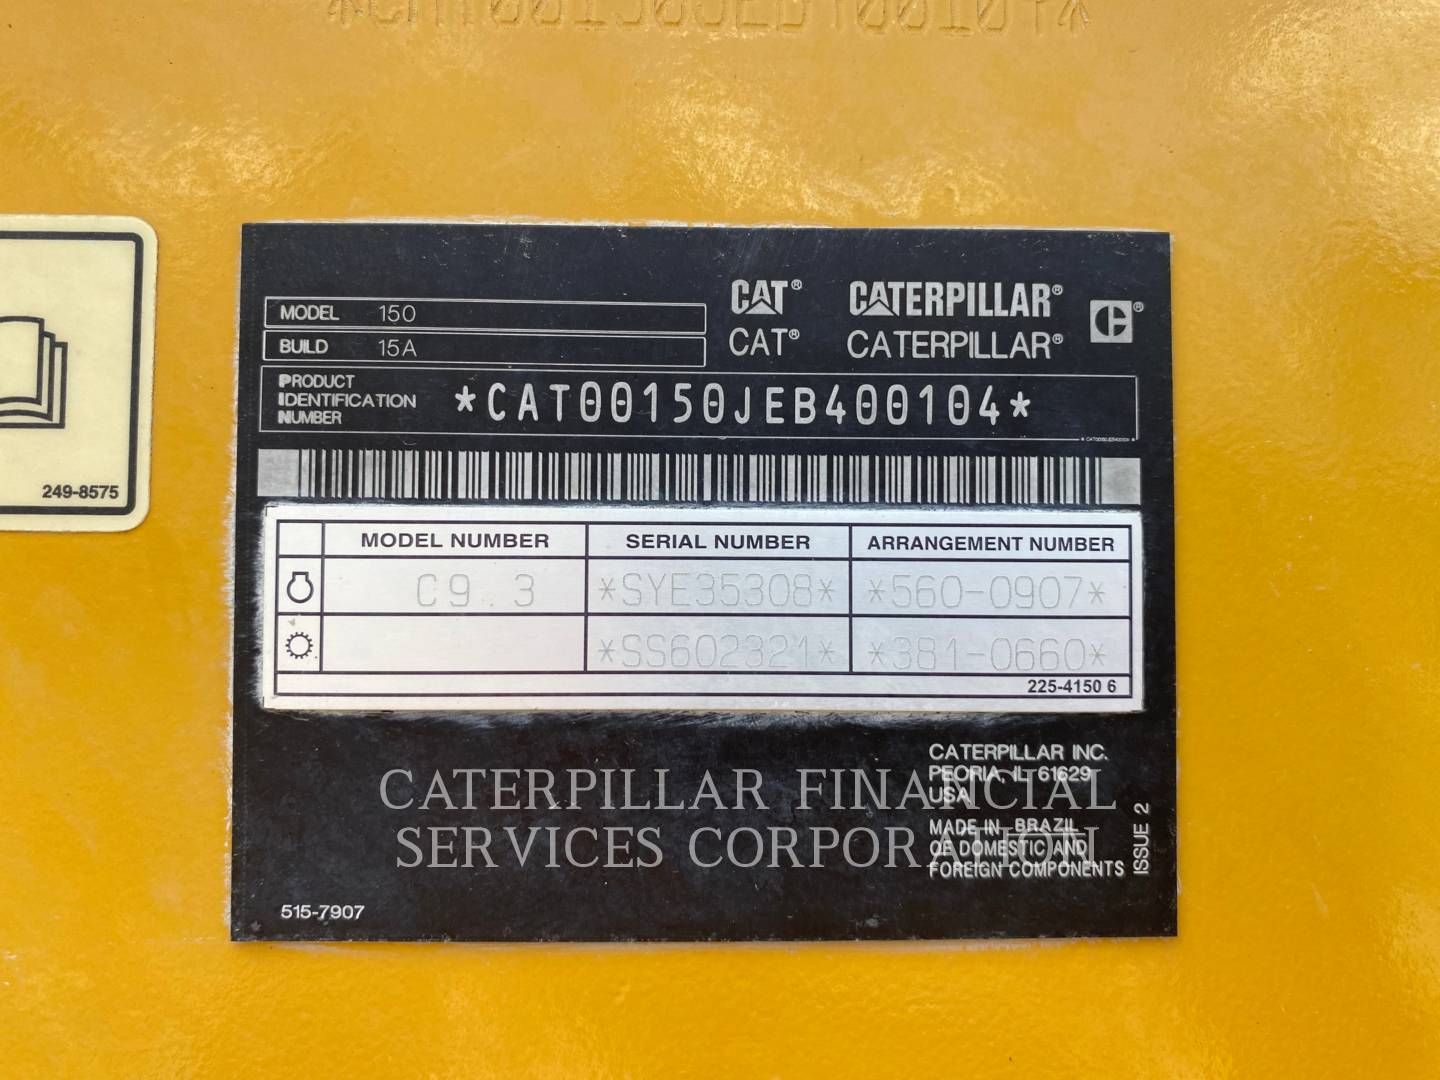 *CAT00150JEB400104*
MODEL 150
BUILD 15A
CAT® CATERPILLAR®
CAT® CATERPILLAR®
C®
PRODUCT
IDENTIFICATION
NUMBER
*CAT00150JEB400104*
*CAT00150JEB400104*
MODEL NUMBER SERIAL NUMBER ARRANGEMENT NUMBER
C9.3 *SYE35308* *560-0907*
*SS602321* *381-0660*
225-4150 6
CATERPILLAR INC.
PEORIA, IL 61629
USA
MADE IN BRAZIL
OF DOMESTIC AND
FOREIGN COMPONENTS
ISSUE 2
515-7907
249-8575
CATERPILLAR FINANCIAL
SERVICES CORPORATION